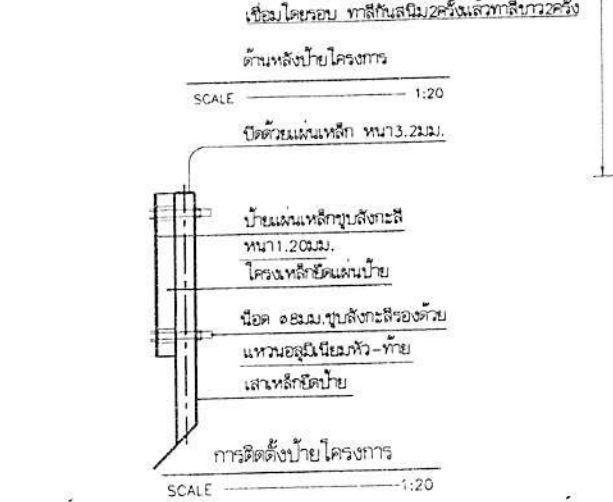 เชื่อมโดยรอบ ทาสีกันสนิม2ครั้งแล้วทาสีขาว2ครั้ง
ด้านหลังป้ายโครงการ
SCALE 1:20
ปิดด้วยแผ่นเหล็ก หนา3.2มม.
ป้ายแผ่นเหล็กชุบสังกะสี
หนา1.20มม.
โครงเหล็กยึดแผ่นป้าย
น๊อต ø8มม.ชุบสังกะสีรองด้วย
แหวนอลูมิเนียมหัว-ท้าย
เสาเหล็กยึดป้าย
การติดตั้งป้ายโครงการ
SCALE 1:20